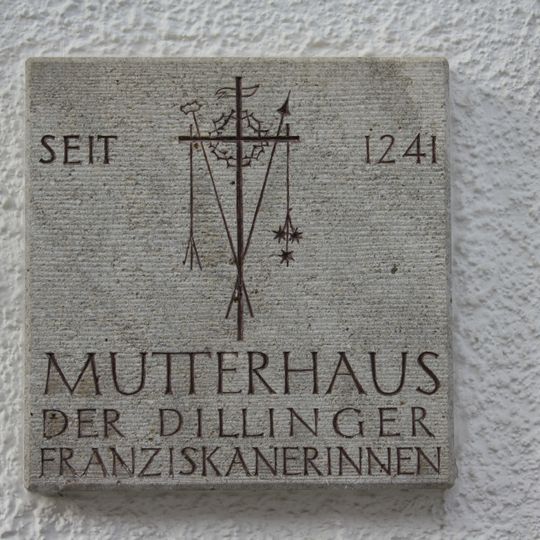 SEIT 1241
MUTTERHAUS
DER DILLINGER
FRANZISKANERINNEN